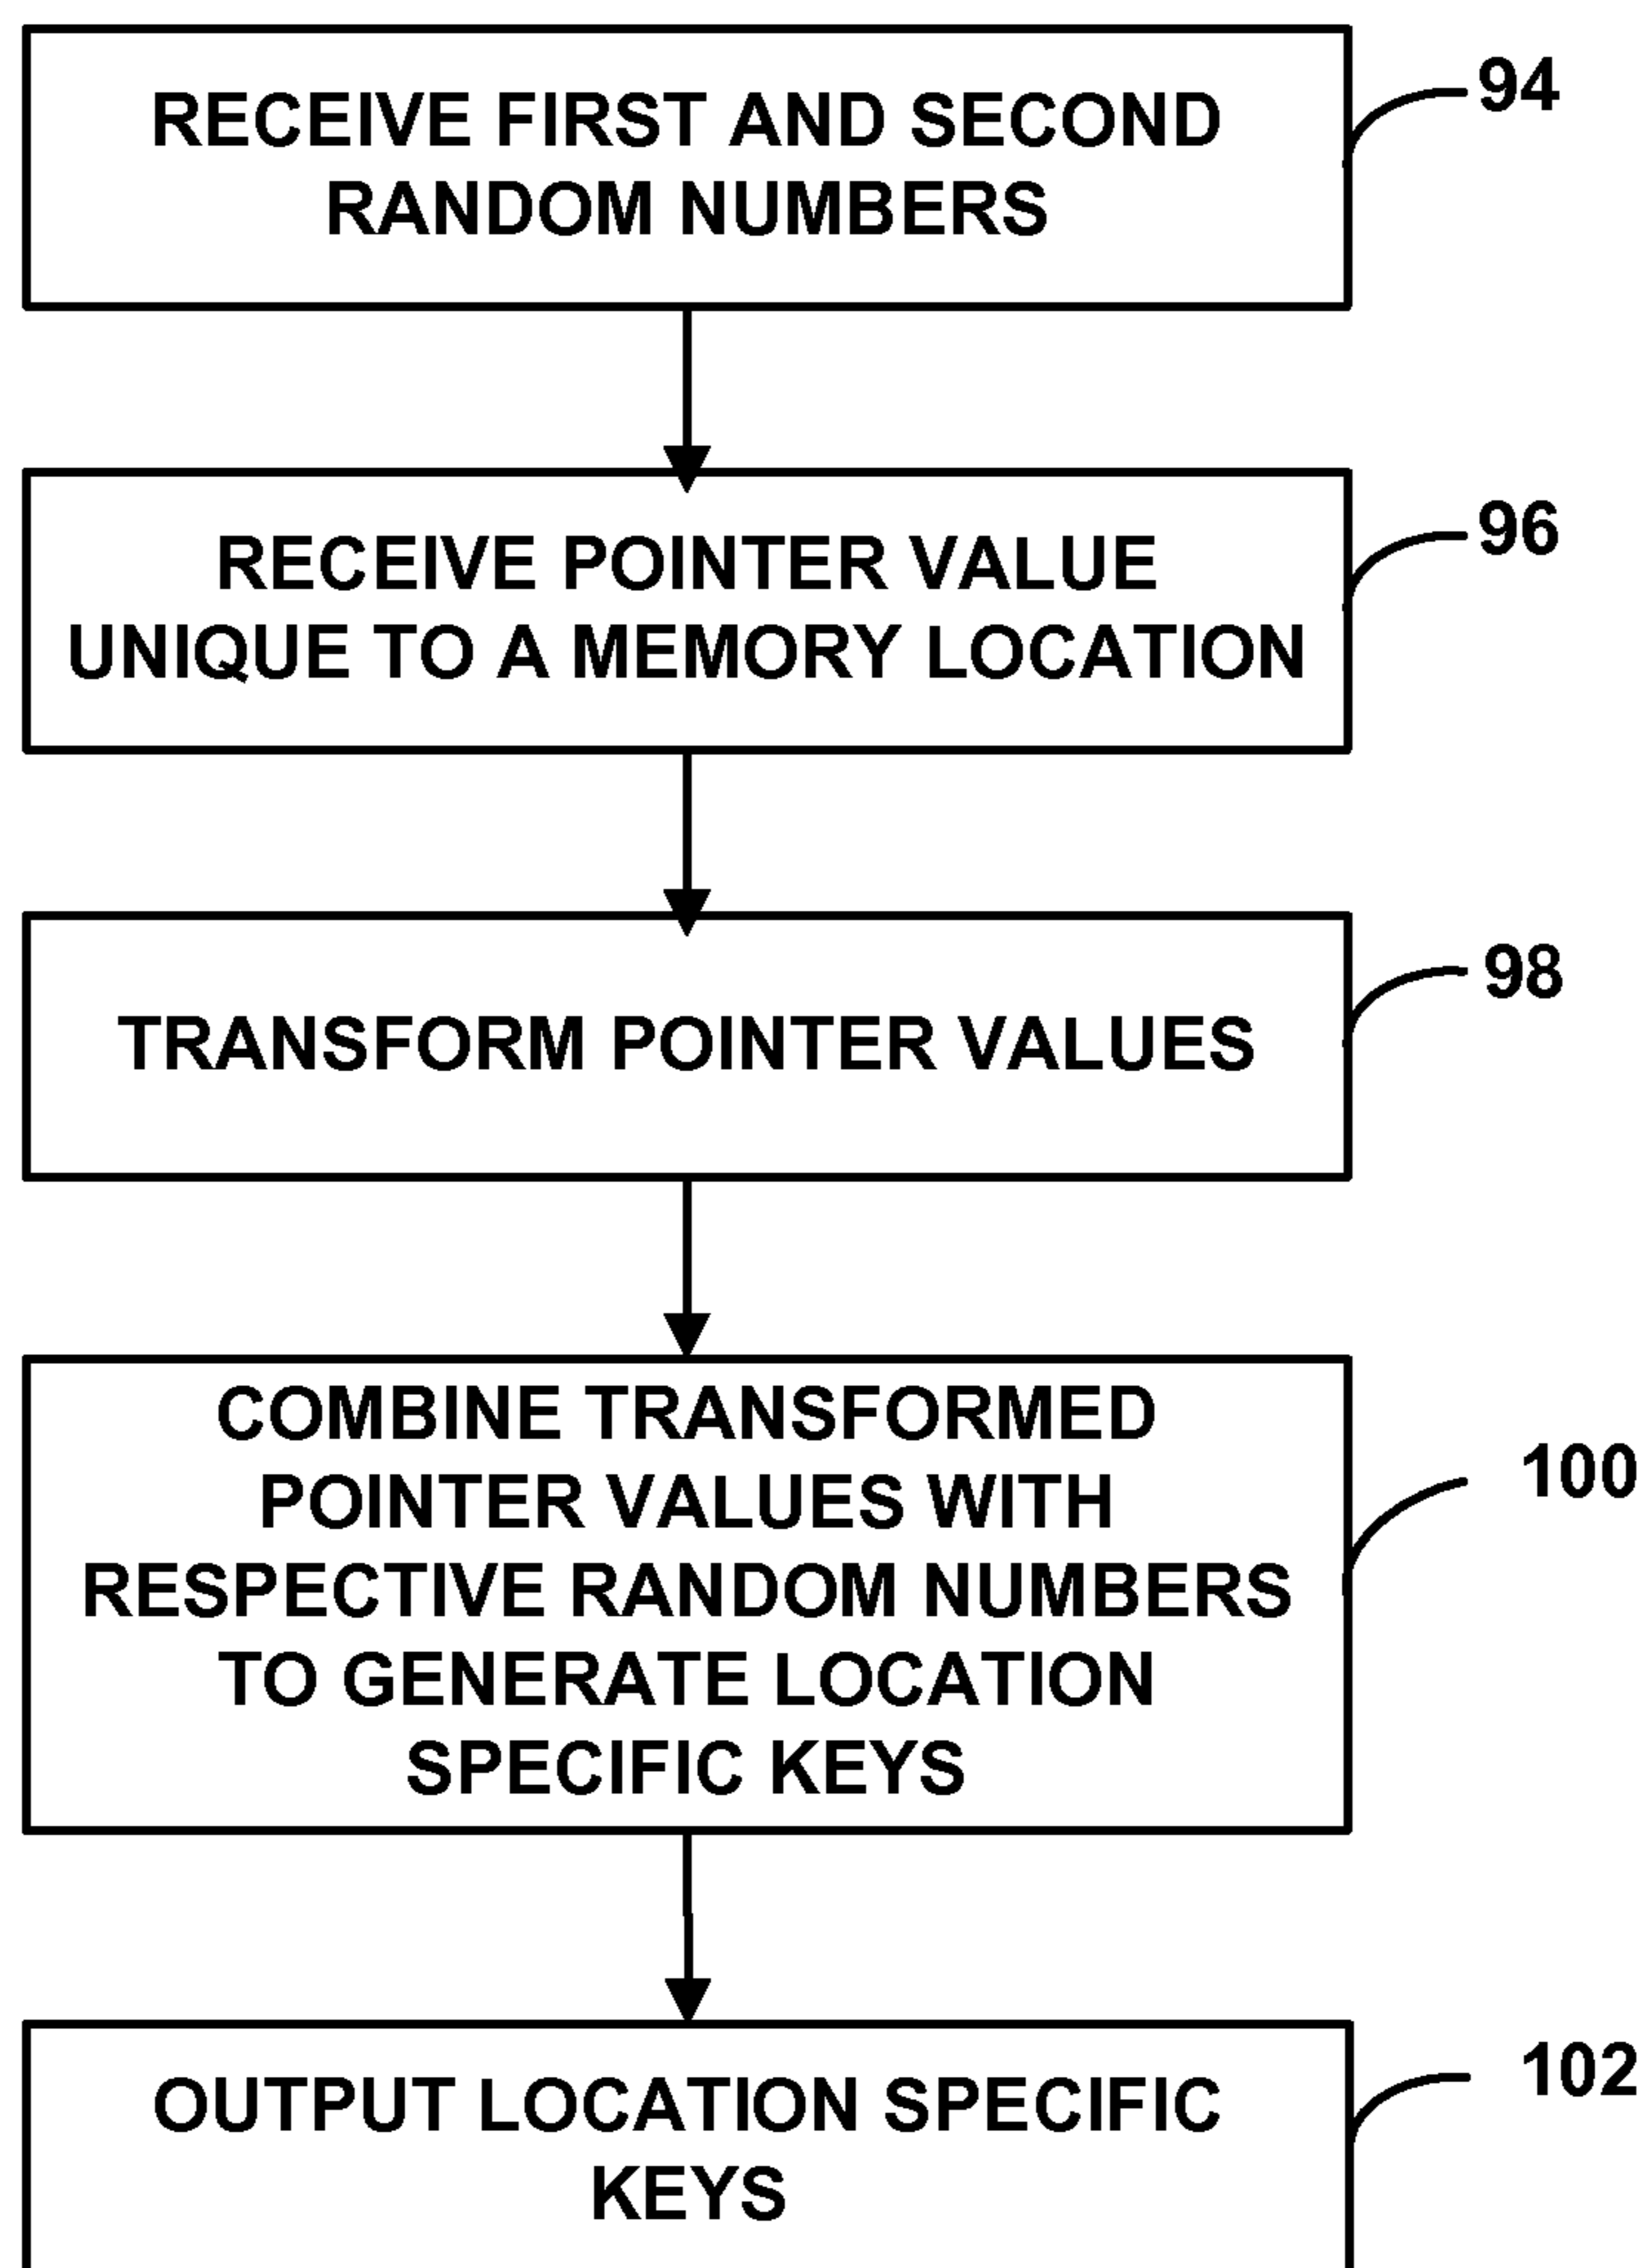 RECEIVE FIRST AND SECOND
RANDOM NUMBERS
94
RECEIVE POINTER VALUE
UNIQUE TO A MEMORY LOCATION
96
TRANSFORM POINTER VALUES
98
COMBINE TRANSFORMED
POINTER VALUES WITH
RESPECTIVE RANDOM NUMBERS
TO GENERATE LOCATION
SPECIFIC KEYS
100
OUTPUT LOCATION SPECIFIC
KEYS
102